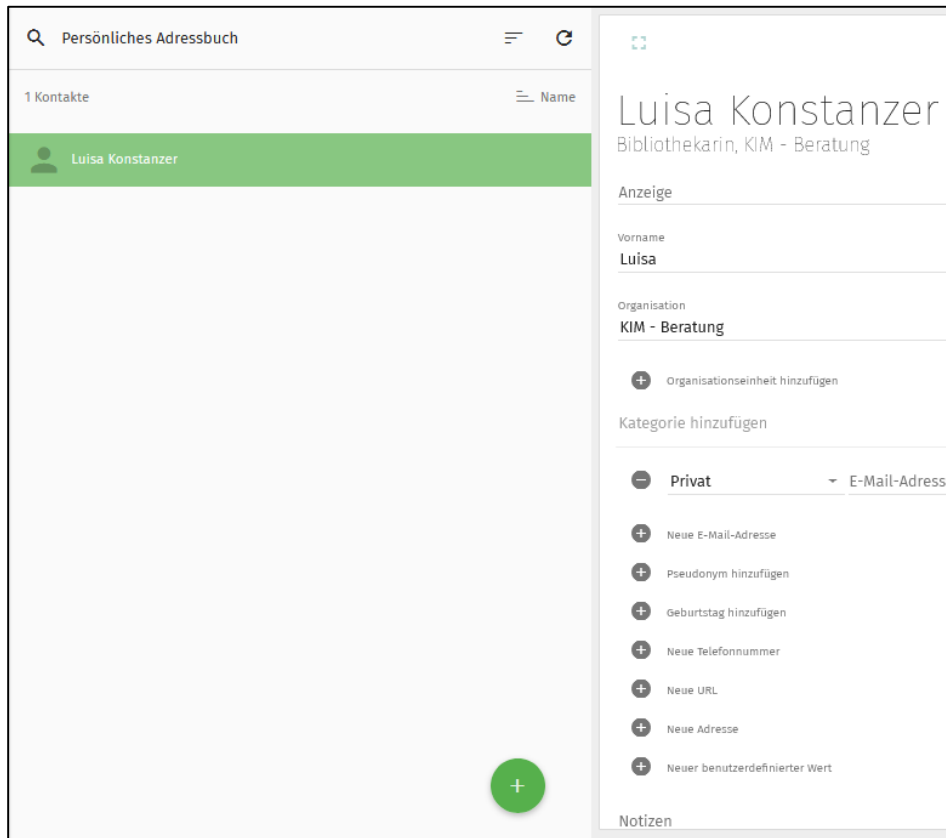 Persönliches Adressbuch
1 Kontakte
Name
Luisa Konstanzer
Luisa Konstanzer
Bibliothekarin, KIM - Beratung
Anzeige
Vorname
Luisa
Organisation
KIM - Beratung
Organisationseinheit hinzufügen
Kategorie hinzufügen
Privat
E-Mail-Adress
Neue E-Mail-Adresse
Pseudonym hinzufügen
Geburtstag hinzufügen
Neue Telefonnummer
Neue URL
Neue Adresse
Neuer benutzerdefinierter Wert
Notizen